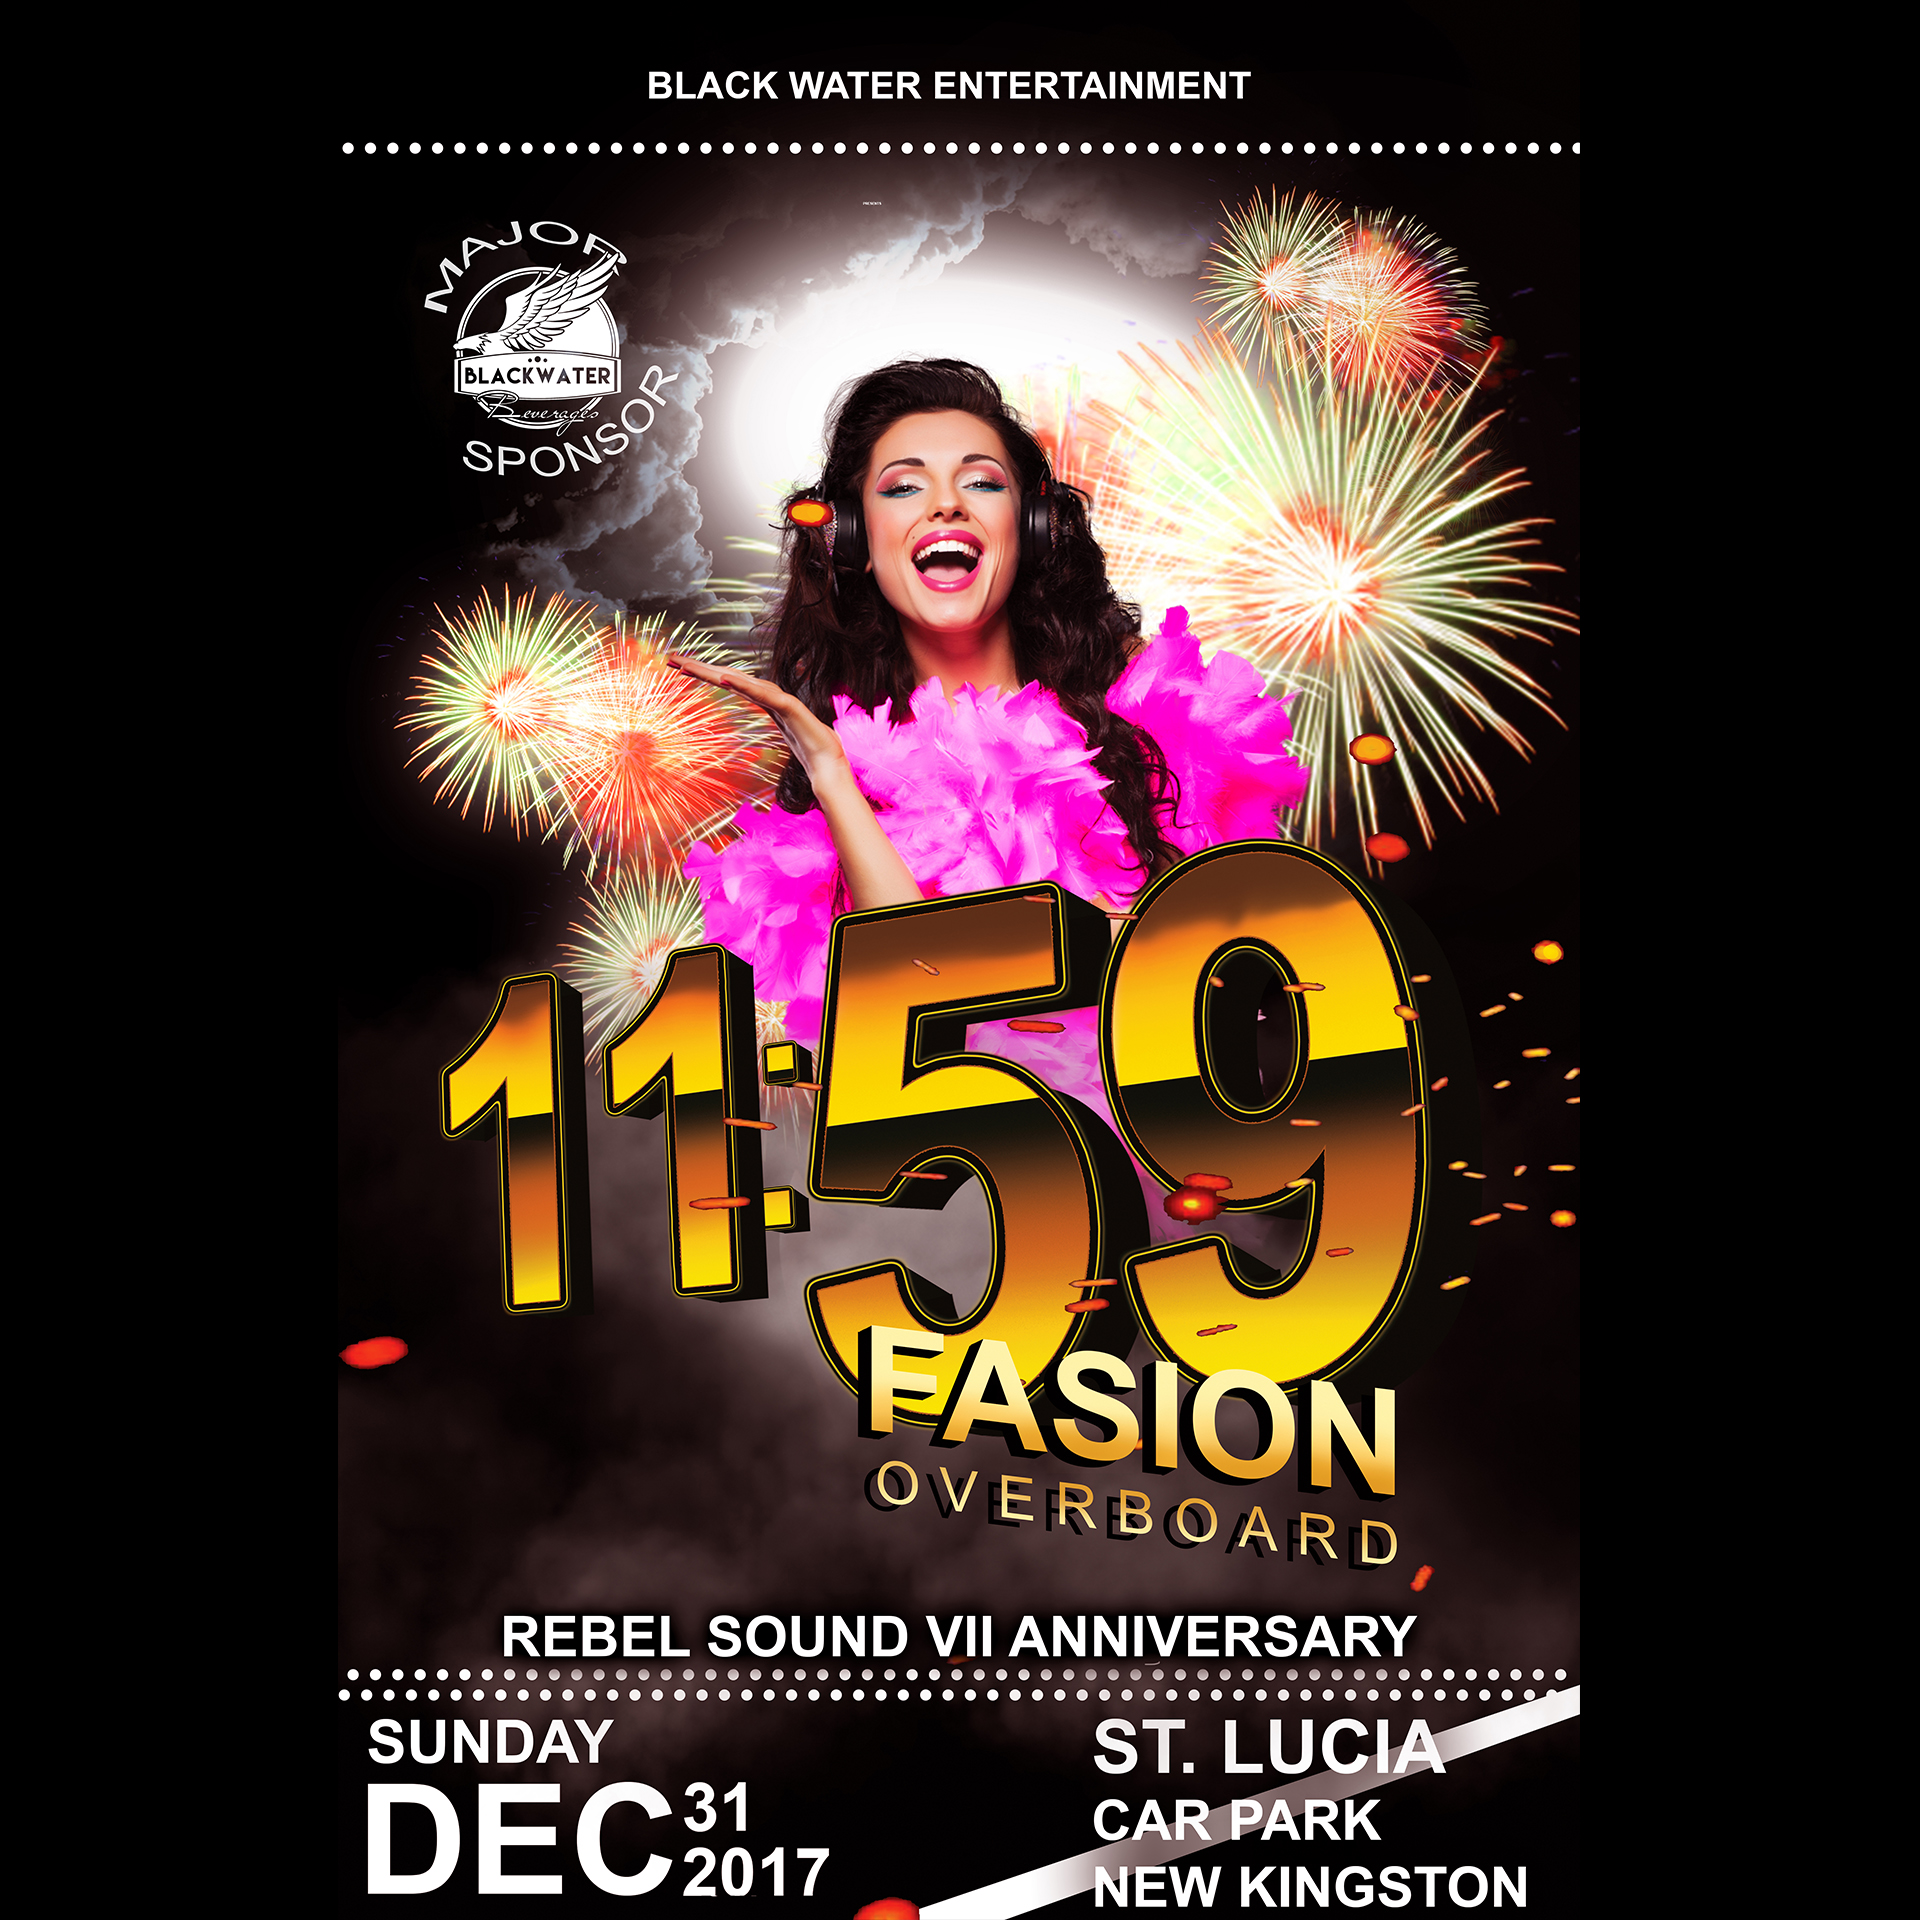 BLACK WATER ENTERTAINMENT
PRESENTS
MAJOR
BLACKWATER
Beverages
SPONSOR
11:59
FASION
OVERBOARD
REBEL SOUND VII ANNIVERSARY
SUNDAY
DEC 31
2017
ST. LUCIA
CAR PARK
NEW KINGSTON